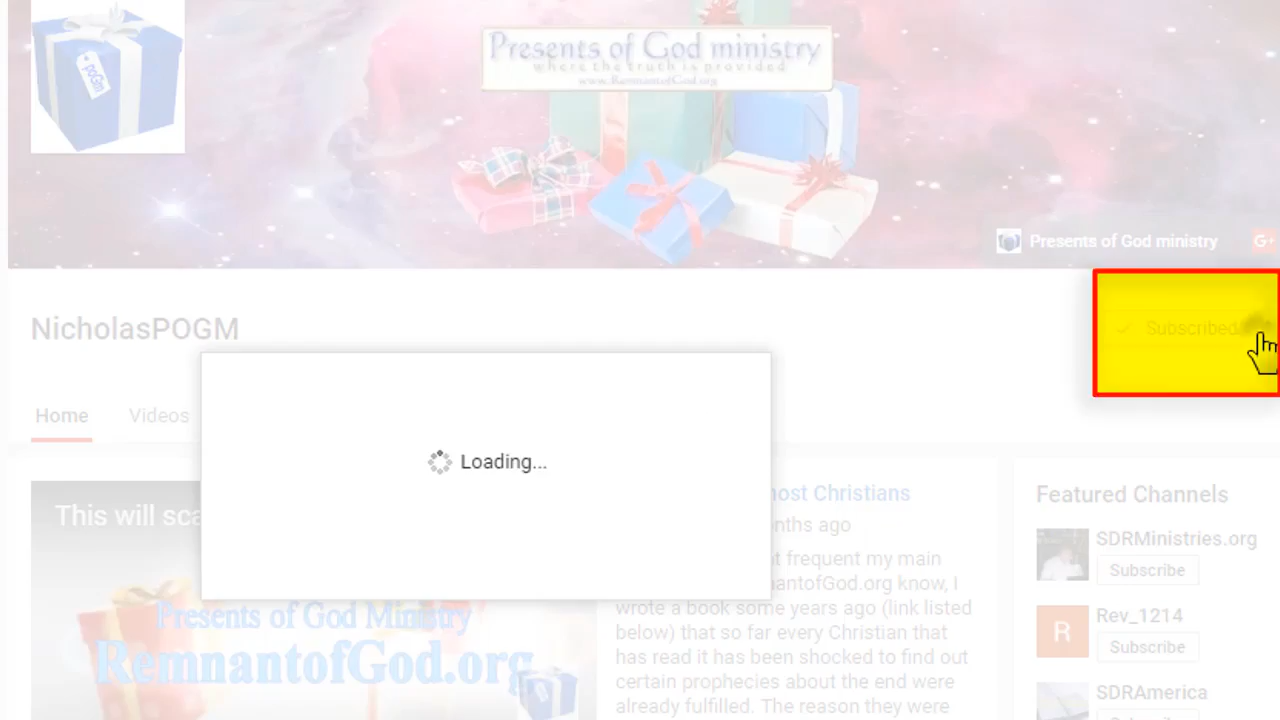 poGm
Presents of God ministry
where the truth is provided
www.RemnantofGod.org
Presents of God ministry
G+
NicholasPOGM
Subscribed
Home
Videos
Loading...
This will sca
Presents of God Ministry
RemnantofGod.org
most Christians
nths ago
t frequent my main
nantofGod.org know, I
wrote a book some years ago (link listed
below) that so far every Christian that
has read it has been shocked to find out
certain prophecies about the end were
already fulfilled. The reason they were
Featured Channels
SDRMinistries.org
Subscribe
R
Rev_1214
Subscribe
SDRAmerica